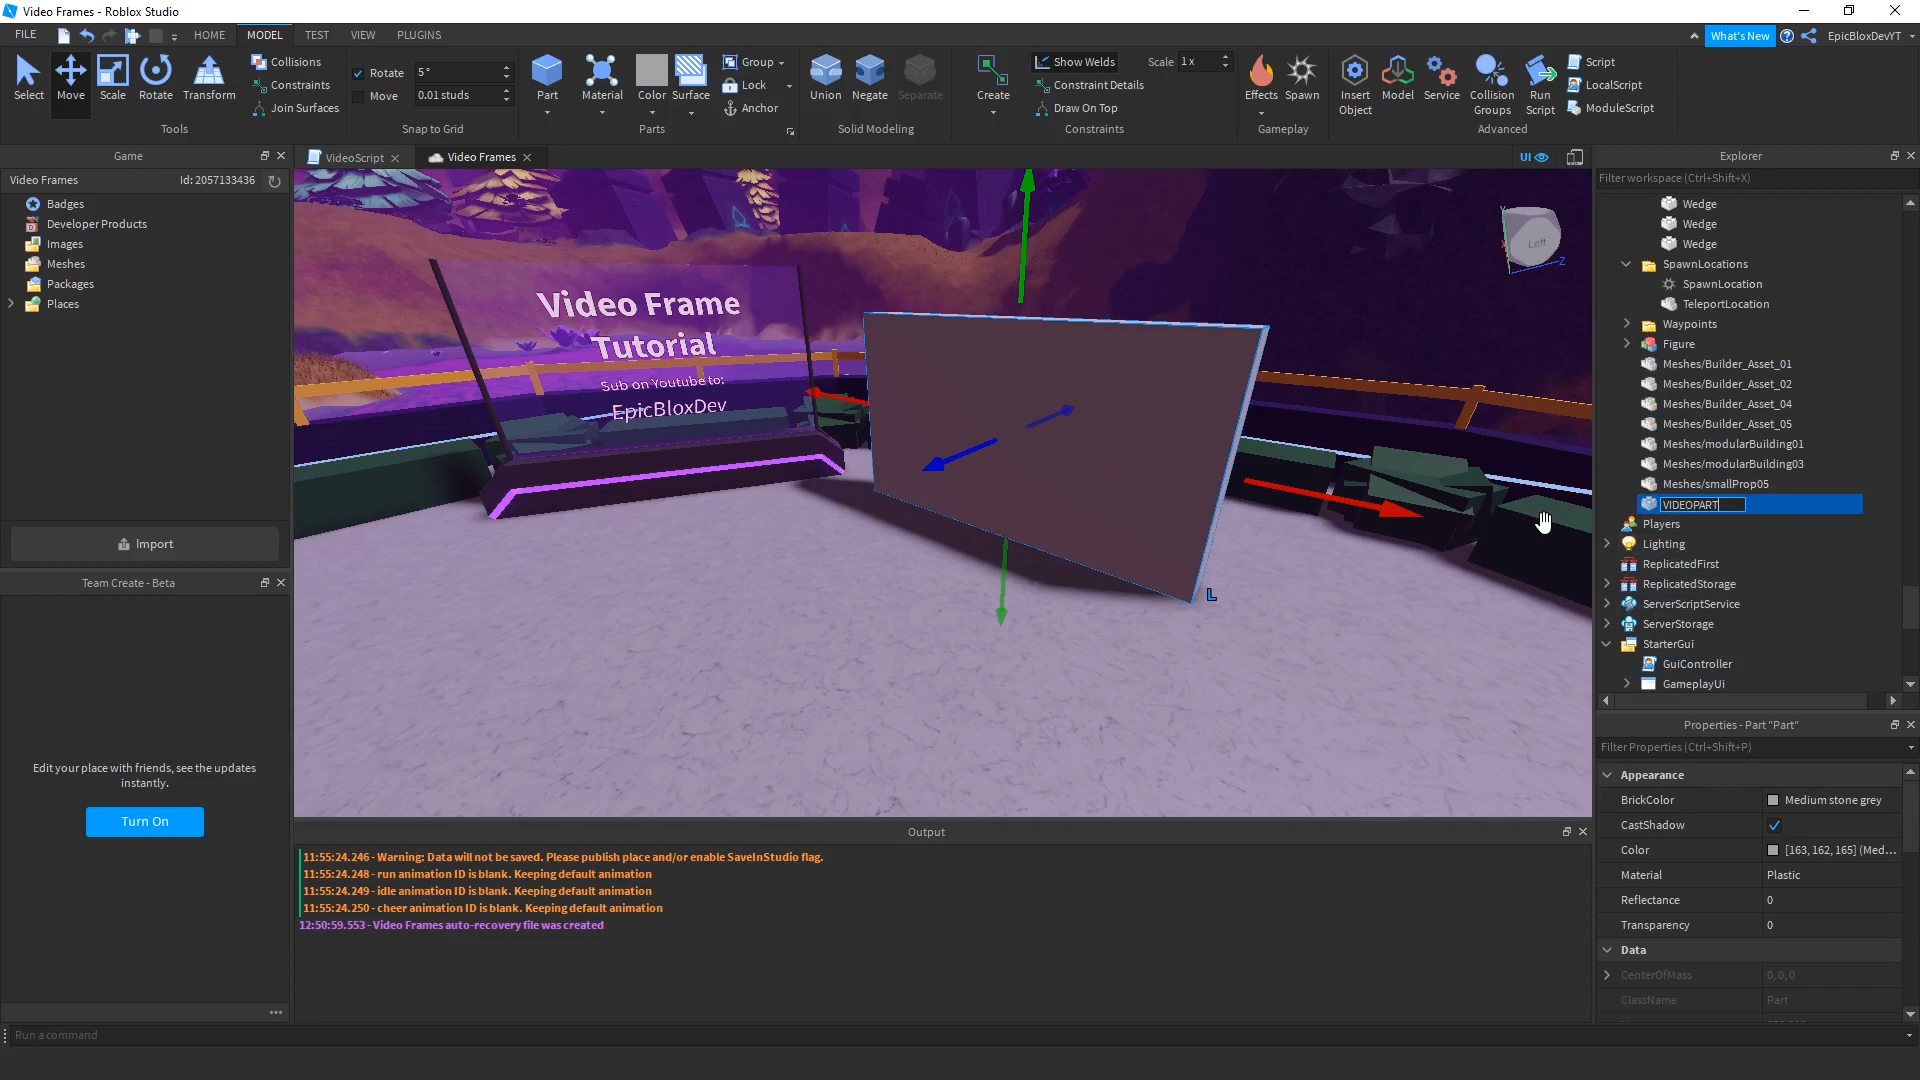 Video Frames - Roblox Studio
FILE
HOME
MODEL
TEST
VIEW
PLUGINS
What's New
EpicBloxDevYT
Select
Move
Scale
Rotate
Transform
Collisions
Constraints
Join Surfaces
Tools
Rotate
5°
Move
0.01 studs
Snap to Grid
Part
Material
Color
Surface
Group
Lock
Anchor
Parts
Union
Negate
Separate
Solid Modeling
Create
Show Welds
Scale
1 x
Constraint Details
Draw On Top
Constraints
Effects
Spawn
Gameplay
Insert
Object
Model
Service
Collision
Groups
Run
Script
Script
LocalScript
ModuleScript
Advanced
Game
Video Frames
Id: 2057133436
Badges
Developer Products
Images
Meshes
Packages
Places
Import
Team Create - Beta
Edit your place with friends, see the updates
instantly.
Turn On
VideoScript
Video Frames
UI
Video Frame
Tutorial
Sub on Youtube to:
EpicBloxDev
Left
Y
X
Z
L
Output
11:55:24.246 - Warning: Data will not be saved. Please publish place and/or enable SaveInStudio flag.
11:55:24.248 - run animation ID is blank. Keeping default animation
11:55:24.249 - idle animation ID is blank. Keeping default animation
11:55:24.250 - cheer animation ID is blank. Keeping default animation
12:50:59.553 - Video Frames auto-recovery file was created
Run a command
Explorer
Filter workspace (Ctrl+Shift+X)
Wedge
Wedge
Wedge
SpawnLocations
SpawnLocation
TeleportLocation
Waypoints
Figure
Meshes/Builder_Asset_01
Meshes/Builder_Asset_02
Meshes/Builder_Asset_04
Meshes/Builder_Asset_05
Meshes/modularBuilding01
Meshes/modularBuilding03
Meshes/smallProp05
VIDEOPART
Players
Lighting
ReplicatedFirst
ReplicatedStorage
ServerScriptService
ServerStorage
StarterGui
GuiController
GameplayUi
Properties - Part "Part"
Filter Properties (Ctrl+Shift+P)
Appearance
BrickColor
Medium stone grey
CastShadow
Color
[163, 162, 165] (Med...
Material
Plastic
Reflectance
0
Transparency
0
Data
CenterOfMass
0, 0, 0
ClassName
Part